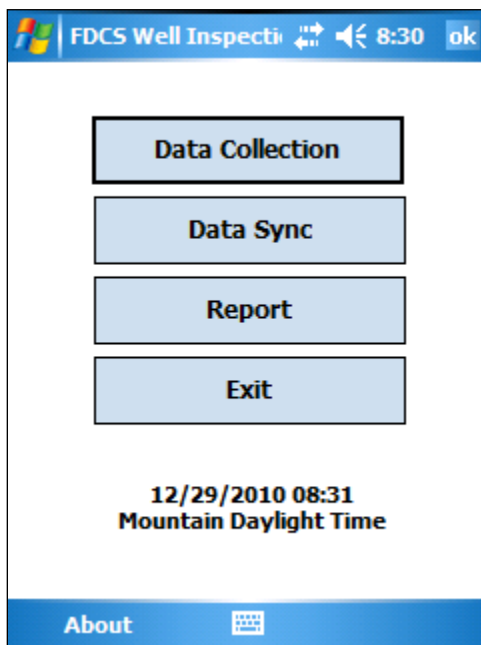 FDCS Well Inspecti 8:30 ok
Data Collection
Data Sync
Report
Exit
12/29/2010 08:31
Mountain Daylight Time
About